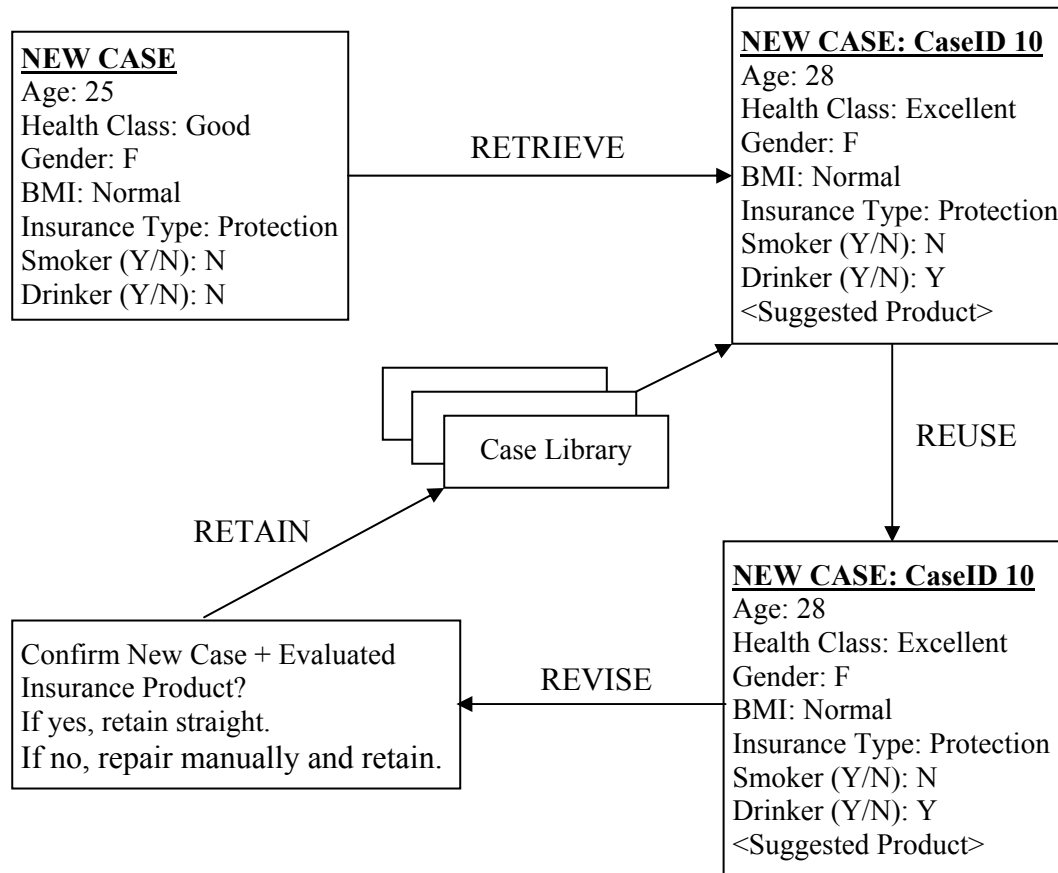 NEW CASE
Age: 25
Health Class: Good
Gender: F
BMI: Normal
Insurance Type: Protection
Smoker (Y/N): N
Drinker (Y/N): N
RETRIEVE
NEW CASE: CaseID 10
Age: 28
Health Class: Excellent
Gender: F
BMI: Normal
Insurance Type: Protection
Smoker (Y/N): N
Drinker (Y/N): Y
<Suggested Product>
Case Library
REUSE
RETAIN
NEW CASE: CaseID 10
Age: 28
Health Class: Excellent
Gender: F
BMI: Normal
Insurance Type: Protection
Smoker (Y/N): N
Drinker (Y/N): Y
<Suggested Product>
REVISE
Confirm New Case + Evaluated
Insurance Product?
If yes, retain straight.
If no, repair manually and retain.